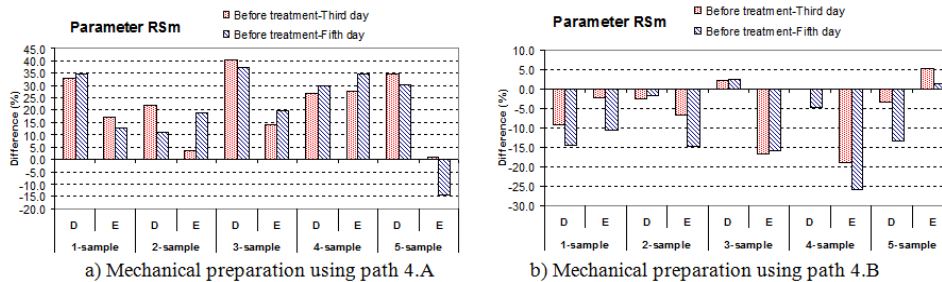 Parameter RSm
Before treatment-Third day
Before treatment-Fifth day
Difference (%)
45.0
40.0
35.0
30.0
25.0
20.0
15.0
10.0
5.0
0.0
-5.0
-10.0
-15.0
-20.0
D E D E D E D E D E
1-sample 2-sample 3-sample 4-sample 5-sample
a) Mechanical preparation using path 4.A
Parameter RSm
Before treatment-Third day
Before treatment-Fifth day
Difference (%)
10.0
5.0
0.0
-5.0
-10.0
-15.0
-20.0
-25.0
-30.0
D E D E D E D E D E
1-sample 2-sample 3-sample 4-sample 5-sample
b) Mechanical preparation using path 4.B